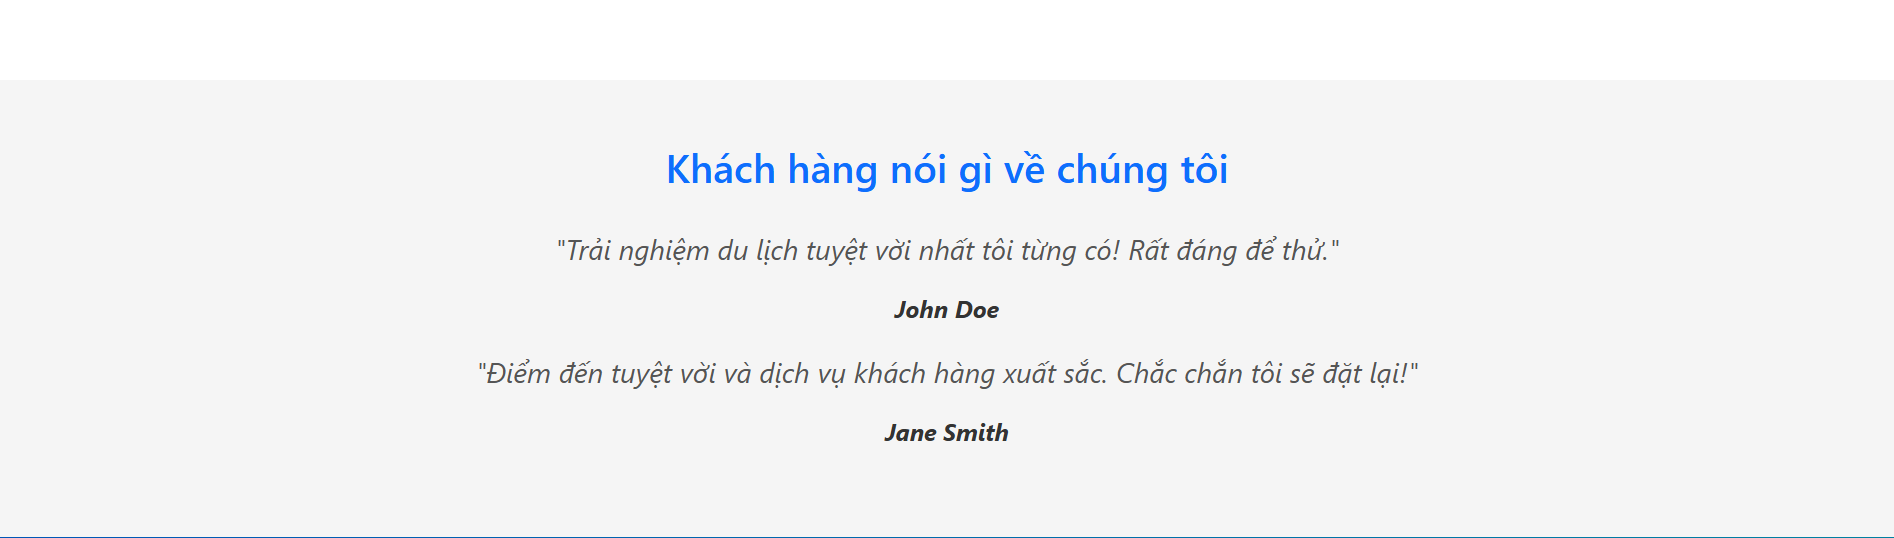 Khách hàng nói gì về chúng tôi
"Trải nghiệm du lịch tuyệt vời nhất tôi từng có! Rất đáng để thử."
John Doe
"Điểm đến tuyệt vời và dịch vụ khách hàng xuất sắc. Chắc chắn tôi sẽ đặt lại!"
Jane Smith